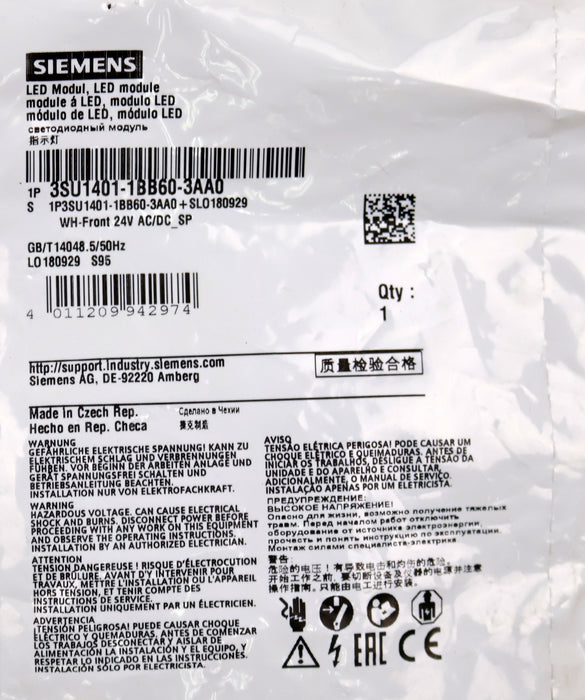 SIEMENS
LED Modul, LED module
module á LED, modulo LED
módulo de LED, módulo LED
светодиодный модуль
指示灯
1P 3SU1401-1BB60-3AA0
S 1P3SU1401-1BB60-3AA0+SLO180929
WH-Front 24V AC/DC_SP
GB/T14048.5/50Hz
LO180929 S95
4 011209 942974
Qty :
1
http://support.industry.siemens.com
Siemens AG, DE-92220 Amberg
质量检验合格
Made in Czech Rep. Сделано в Чехии
Hecho en Rep. Checa 捷克制造
WARNUNG
GEFÄHRLICHE ELEKTRISCHE SPANNUNG! KANN ZU
ELEKTRISCHEM SCHLAG UND VERBRENNUNGEN
FÜHREN. VOR BEGINN DER ARBEITEN ANLAGE UND
GERÄT SPANNUNGSFREI SCHALTEN UND
BETRIEBSANLEITUNG BEACHTEN.
INSTALLATION NUR VON ELEKTROFACHKRAFT.
WARNING
HAZARDOUS VOLTAGE. CAN CAUSE ELECTRICAL
SHOCK AND BURNS. DISCONNECT POWER BEFORE
PROCEEDING WITH ANY WORK ON THIS EQUIPMENT
AND OBSERVE THE OPERATING INSTRUCTIONS.
INSTALLATION BY AN AUTHORIZED ELECTRICIAN.
ATTENTION
TENSION DANGEREUSE ! RISQUE D'ÉLECTROCUTION
ET DE BRÛLURE. AVANT D'Y INTERVENIR POUR
TRAVAUX, METTRE L'INSTALLATION OU L'APPAREIL
HORS TENSION, ET TENIR COMPTE DES
INSTRUCTIONS DE SERVICE.
INSTALLATION UNIQUEMENT PAR UN ÉLECTRICIEN.
ADVERTENCIA
¡TENSIÓN PELIGROSA! PUEDE CAUSAR CHOQUE
ELÉCTRICO Y QUEMADURAS. ANTES DE COMENZAR
LOS TRABAJOS DESCONECTAR Y AISLAR DE
ALIMENTACIÓN LA INSTALACIÓN Y EL EQUIPO, Y
RESPETAR LO INDICADO EN LAS INSTRUCCIONES.
INSTALACIÓN SÓLO POR ELECTRICISTA.
AVISO
TENSÃO ELÉTRICA PERIGOSA! PODE CAUSAR UM
CHOQUE ELÉTRICO E QUEIMADURAS. ANTES DE
INICIAR OS TRABALHOS, DESLIGUE A TENSÃO DA
UNIDADE E DO APARELHO E CONSULTAR,
ADICIONALMENTE, O MANUAL DE SERVIÇO.
INSTALAÇÃO APENAS POR UM ELETRICISTA.
ПРЕДУПРЕЖДЕНИЕ:
ВЫСОКОЕ НАПРЯЖЕНИЕ!
Опасно для жизни, возможно получение тяжелых
травм. Перед началом работ отключить
оборудование от источника электроэнергии,
прочесть и понять инструкцию по эксплуатации.
Монтаж силами специалиста-электрика
警告
危险的电压！有导致电击和灼伤的危险。
开始工作之前，要切断设备及仪器的电源并注意
操作指南。只能由电工进行安装。
EAC CE